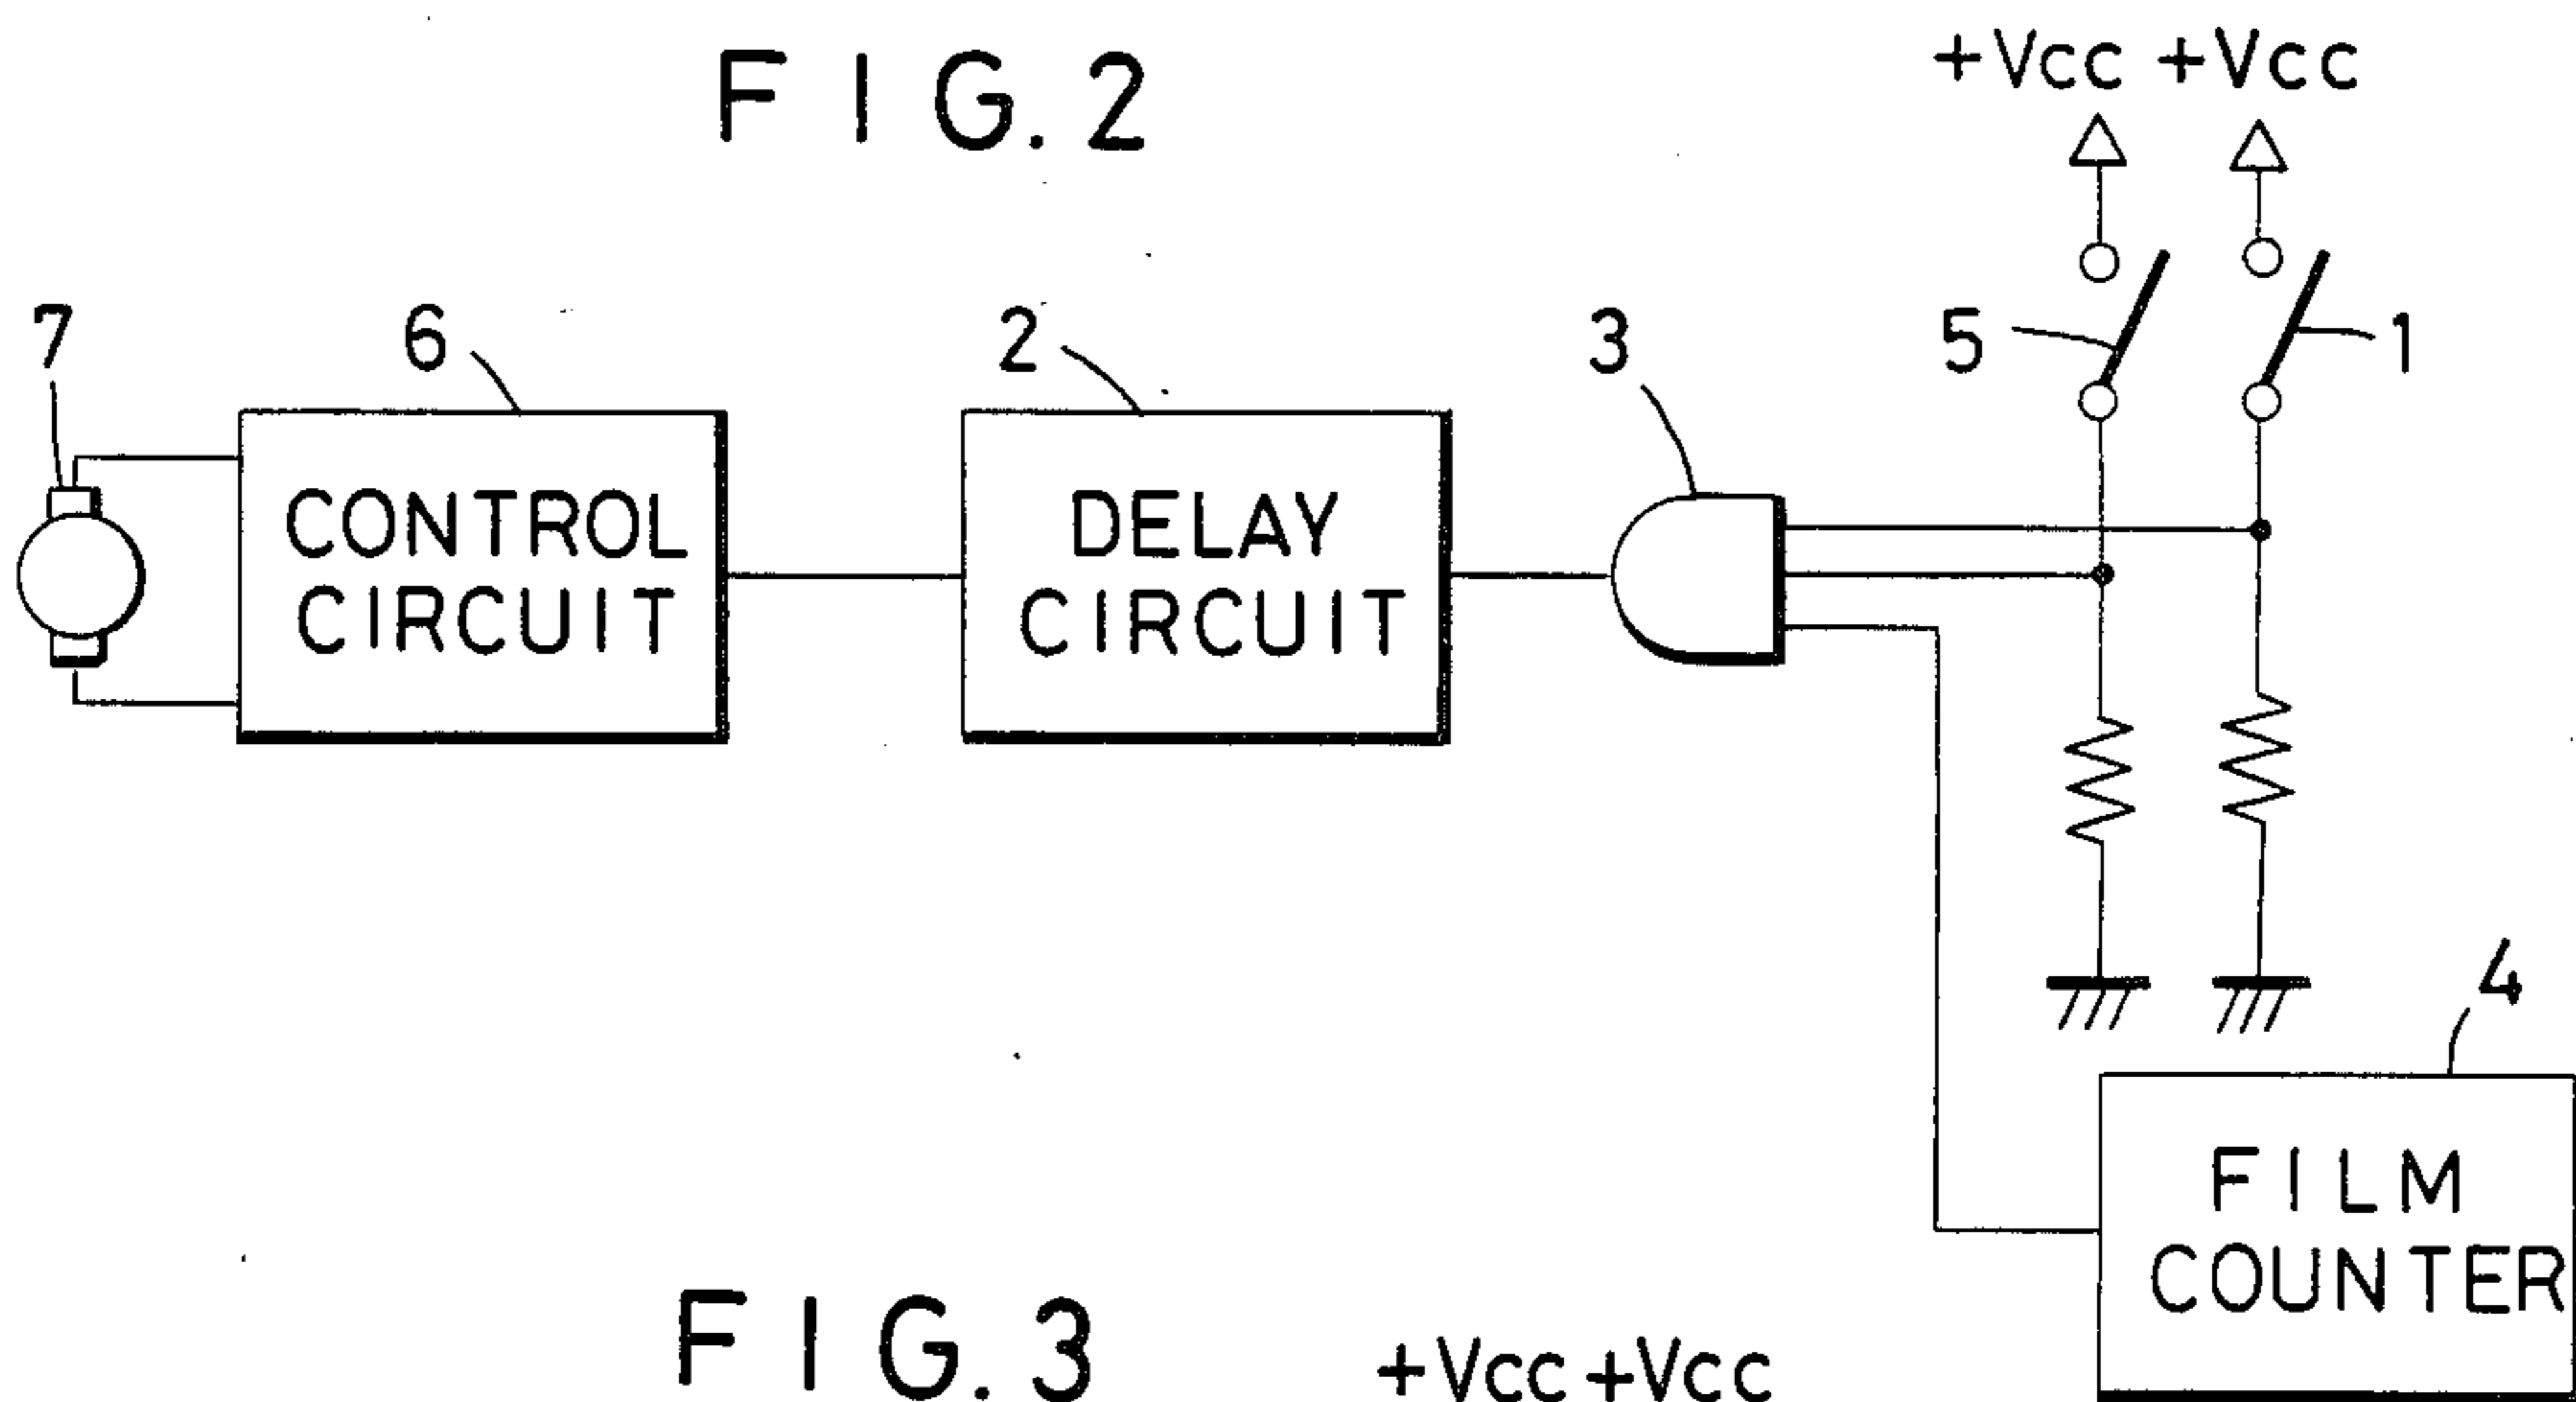 FIG. 2
+Vcc +Vcc
7
6
2
3
5
1
CONTROL
CIRCUIT
DELAY
CIRCUIT
4
FILM
COUNTER
FIG. 3
+Vcc +Vcc